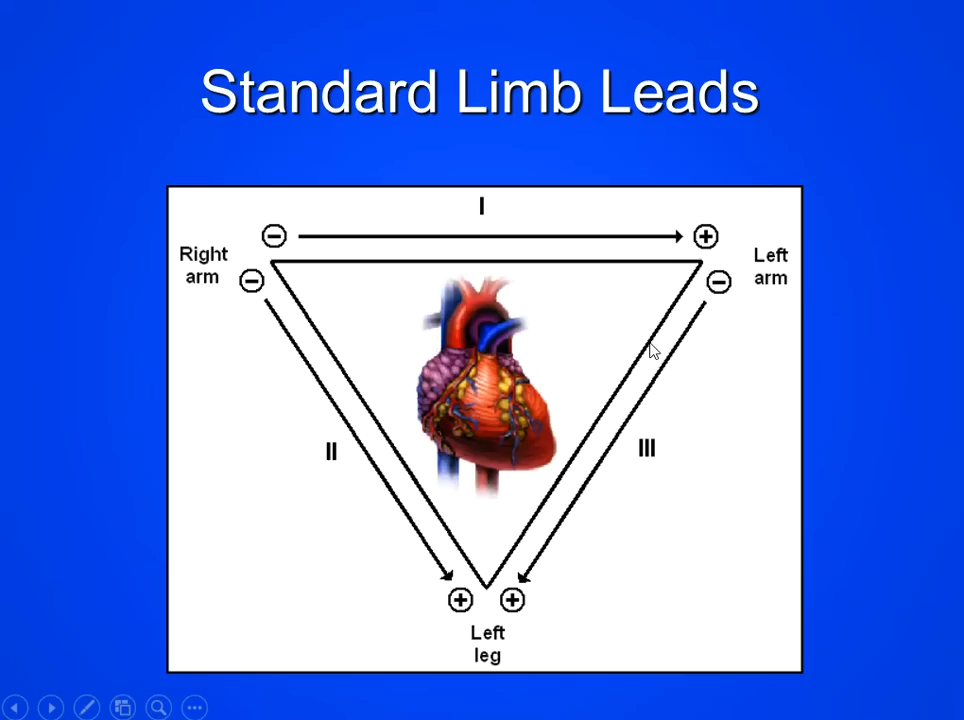 Standard Limb Leads
I
Right
arm
Left
arm
II
III
Left
leg